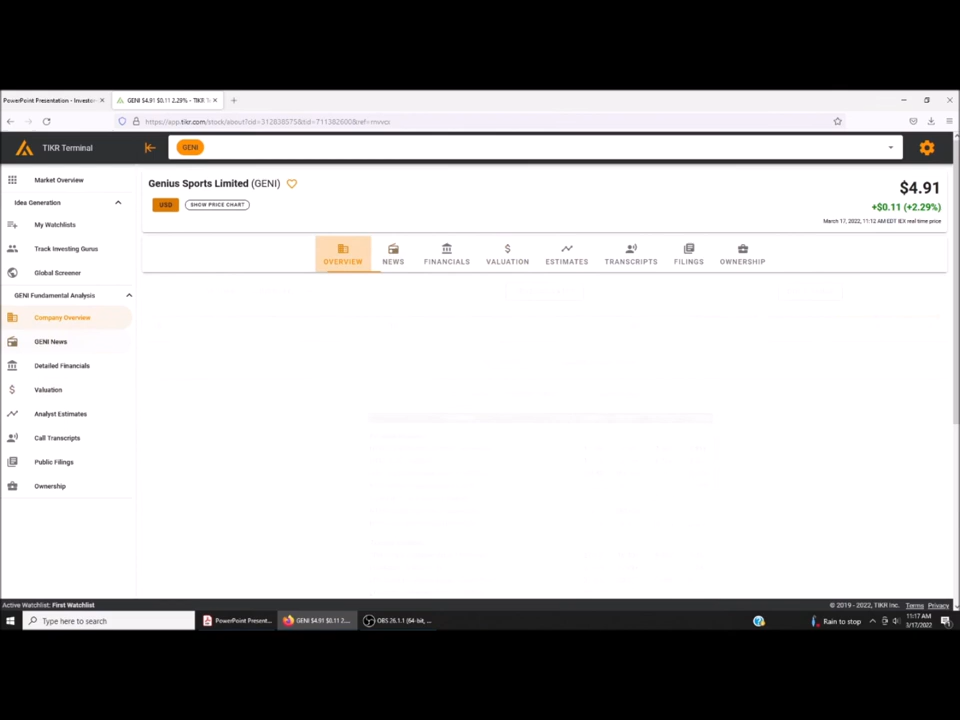 PowerPoint Presentation - Investor
GENI $4.91 $0.11 2.29% - TIKR T
https://app.tikr.com/stock/about?cid=312838575&tid=711382600&ref=mvvcs
TIKR Terminal
GENI
Market Overview
Idea Generation
My Watchlists
Track Investing Gurus
Global Screener
GENI Fundamental Analysis
Company Overview
GENI News
Detailed Financials
Valuation
Analyst Estimates
Call Transcripts
Public Filings
Ownership
Genius Sports Limited (GENI)
USD
SHOW PRICE CHART
$4.91
+$0.11 (+2.29%)
March 17, 2022, 11:12 AM EDT IEX real time price
OVERVIEW
NEWS
FINANCIALS
VALUATION
ESTIMATES
TRANSCRIPTS
FILINGS
OWNERSHIP
Active Watchlist: First Watchlist
© 2019 - 2022, TIKR Inc. Terms Privacy
Type here to search
PowerPoint Present...
GENI $4.91 $0.11 2....
OBS 26.1.1 (64-bit, ...
Rain to stop
11:17 AM
3/17/2022